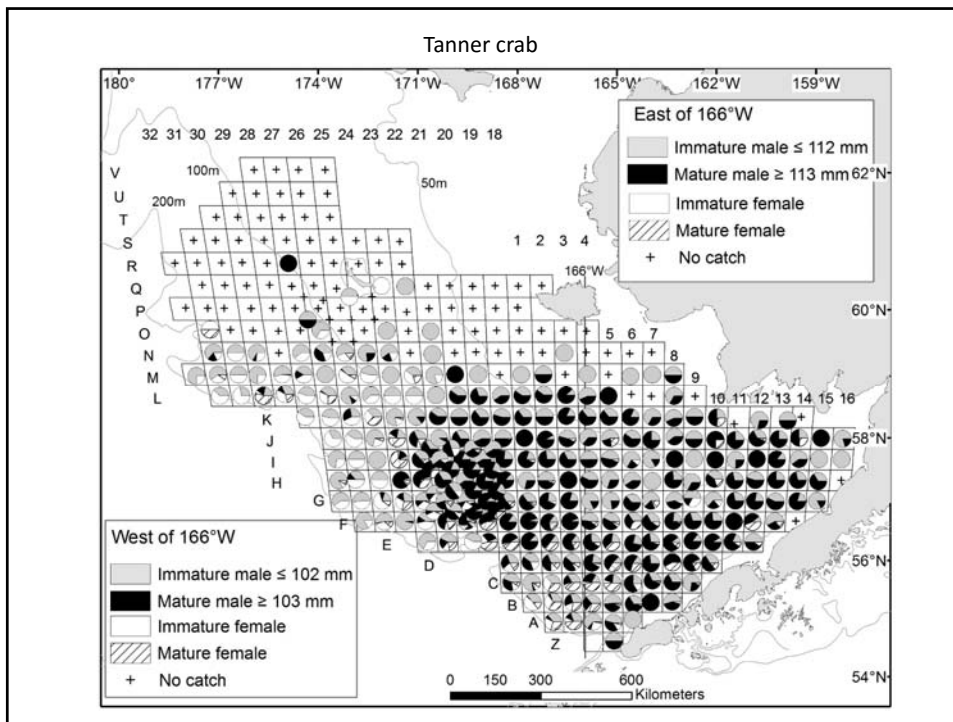 Tanner crab
180° 177°W 174°W 171°W 168°W 165°W 162°W 159°W
East of 166°W
Immature male ≤ 112 mm
Mature male ≥ 113 mm
Immature female
Mature female
+ No catch
32 31 30 29 28 27 26 25 24 23 22 21 20 19 18
100m
200m
50m
62°N
V
U
T
S
R
Q
P
O
N
M
L
K
J
I
H
G
F
E
D
C
B
A
Z
1 2 3 4
166°W
60°N
5 6 7
8
9
10 11 12 13 14 15 16
58°N
56°N
54°N
West of 166°W
Immature male ≤ 102 mm
Mature male ≥ 103 mm
Immature female
Mature female
+ No catch
0 150 300 600
Kilometers